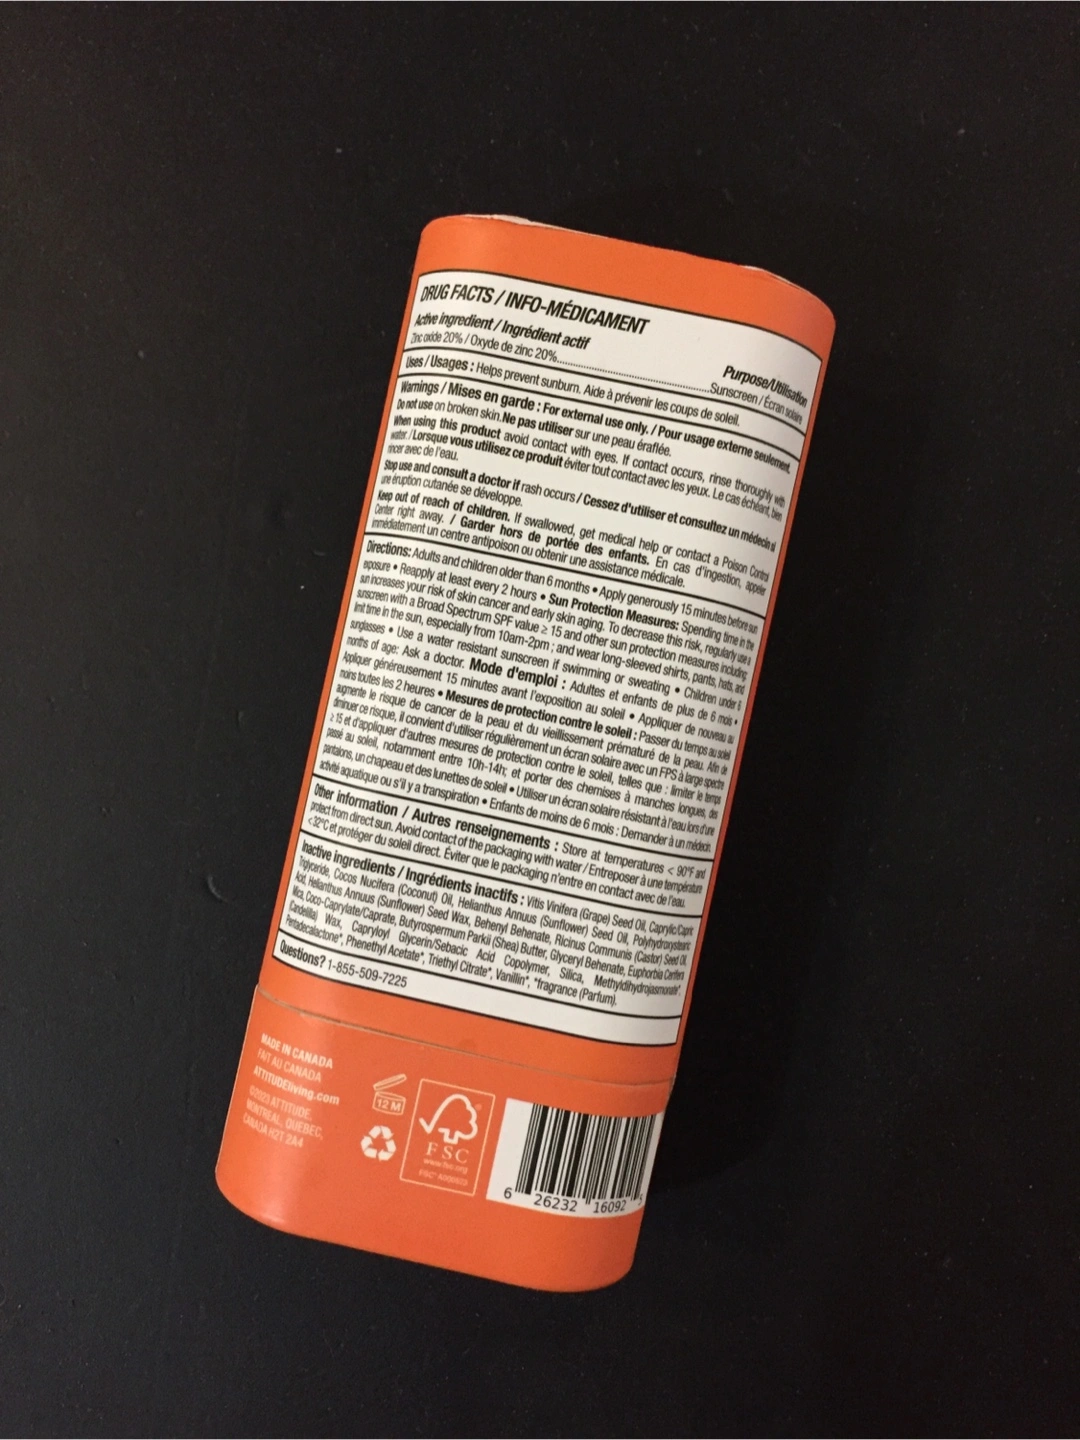 DRUG FACTS / INFO-MÉDICAMENT
Active ingredient / Ingrédient actif
Purpose/Utilisation
Zinc oxide 20% / Oxyde de zinc 20%..........Sunscreen / Écran solaire
Uses / Usages : Helps prevent sunburn. Aide à prévenir les coups de soleil.
Warnings / Mises en garde : For external use only. / Pour usage externe seulement.
Do not use on broken skin. Ne pas utiliser sur une peau éraflée.
When using this product avoid contact with eyes. If contact occurs, rinse thoroughly with
water. / Lorsque vous utilisez ce produit éviter tout contact avec les yeux. Le cas échéant, bien
rincer avec de l'eau.
Stop use and consult a doctor if rash occurs / Cessez d'utiliser et consultez un médecin si
une éruption cutanée se développe.
Keep out of reach of children. If swallowed, get medical help or contact a Poison Control
Center right away. / Garder hors de portée des enfants. En cas d'ingestion, appeler
immédiatement un centre antipoison ou obtenir une assistance médicale.
Directions: Adults and children older than 6 months • Apply generously 15 minutes before sun
exposure • Reapply at least every 2 hours • Sun Protection Measures: Spending time in the
sun increases your risk of skin cancer and early skin aging. To decrease this risk, regularly use a
sunscreen with a Broad Spectrum SPF value ≥ 15 and other sun protection measures including
limit time in the sun, especially from 10am-2pm ; and wear long-sleeved shirts, pants, hats, and
sunglasses • Use a water resistant sunscreen if swimming or sweating • Children under 6
months of age: Ask a doctor. Mode d'emploi : Adultes et enfants de plus de 6 mois •
Appliquer généreusement 15 minutes avant l'exposition au soleil • Appliquer de nouveau au
moins toutes les 2 heures • Mesures de protection contre le soleil : Passer du temps au soleil
augmente le risque de cancer de la peau et du vieillissement prématuré de la peau. Afin de
diminuer ce risque, il convient d'utiliser régulièrement un écran solaire avec un FPS à large spectre
≥ 15 et d'appliquer d'autres mesures de protection contre le soleil, telles que : limiter le temps
passé au soleil, notamment entre 10h-14h; et porter des chemises à manches longues, des
pantalons, un chapeau et des lunettes de soleil • Utiliser un écran solaire résistant à l'eau lors d'une
activité aquatique ou s'il y a transpiration • Enfants de moins de 6 mois : Demander à un médecin.
Other information / Autres renseignements : Store at temperatures < 90°F and
protect from direct sun. Avoid contact of the packaging with water / Entreposer à une température
< 32°C et protéger du soleil direct. Éviter que le packaging n'entre en contact avec de l'eau.
Inactive ingredients / Ingrédients inactifs : Vitis Vinifera (Grape) Seed Oil, Caprylic/Capric
Triglyceride, Cocos Nucifera (Coconut) Oil, Helianthus Annuus (Sunflower) Seed Oil, Polyhydroxystearic
Acid, Helianthus Annuus (Sunflower) Seed Wax, Behenyl Behenate, Ricinus Communis (Castor) Seed Oil,
Mica, Coco-Caprylate/Caprate, Butyrospermum Parkii (Shea) Butter, Glyceryl Behenate, Euphorbia Cerifera
(Candelilla) Wax, Capryloyl Glycerin/Sebacic Acid Copolymer, Silica, Methyldihydrojasmonate*,
Pentadecalactone*, Phenethyl Acetate*, Triethyl Citrate*, Vanillin*, *fragrance (Parfum).
Questions? 1-855-509-7225
MADE IN CANADA
FAIT AU CANADA
ATTITUDEliving.com
©2023 ATTITUDE,
MONTREAL, QUEBEC,
CANADA H2T 2A4
12 M
FSC
www.fsc.org
6 26232 16092 5